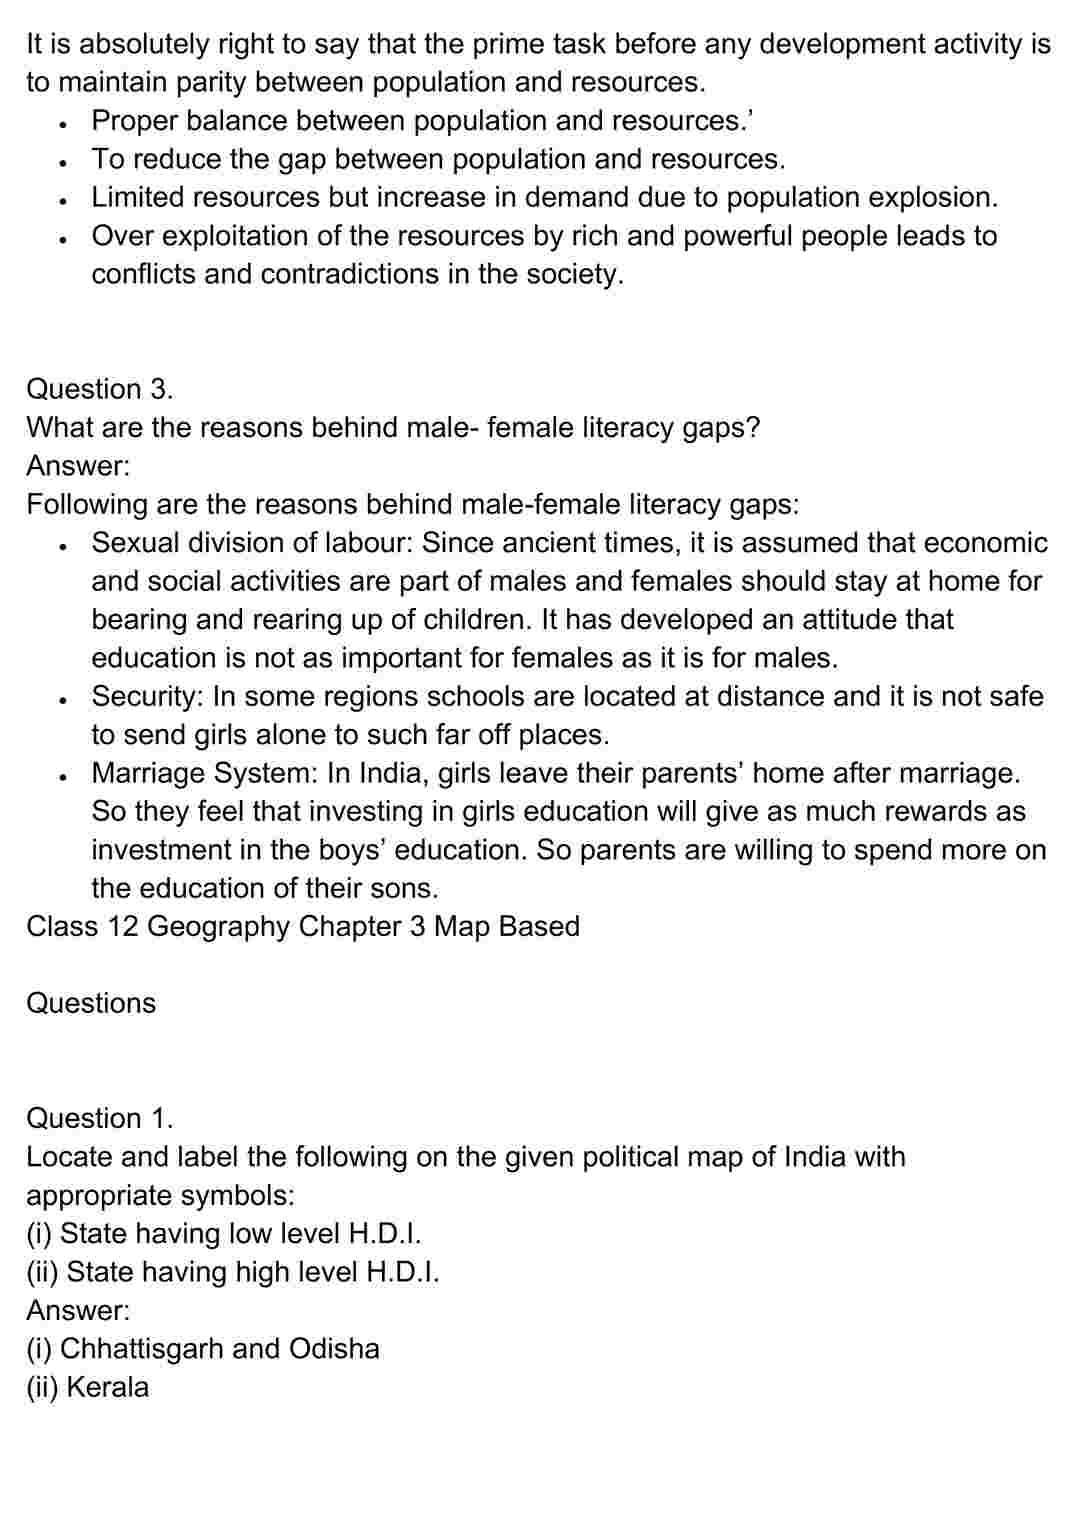 It is absolutely right to say that the prime task before any development activity is
to maintain parity between population and resources.
• Proper balance between population and resources.’
• To reduce the gap between population and resources.
• Limited resources but increase in demand due to population explosion.
• Over exploitation of the resources by rich and powerful people leads to
conflicts and contradictions in the society.
Question 3.
What are the reasons behind male- female literacy gaps?
Answer:
Following are the reasons behind male-female literacy gaps:
• Sexual division of labour: Since ancient times, it is assumed that economic
and social activities are part of males and females should stay at home for
bearing and rearing up of children. It has developed an attitude that
education is not as important for females as it is for males.
• Security: In some regions schools are located at distance and it is not safe
to send girls alone to such far off places.
• Marriage System: In India, girls leave their parents’ home after marriage.
So they feel that investing in girls education will give as much rewards as
investment in the boys’ education. So parents are willing to spend more on
the education of their sons.
Class 12 Geography Chapter 3 Map Based
Questions
Question 1.
Locate and label the following on the given political map of India with
appropriate symbols:
(i) State having low level H.D.I.
(ii) State having high level H.D.I.
Answer:
(i) Chhattisgarh and Odisha
(ii) Kerala